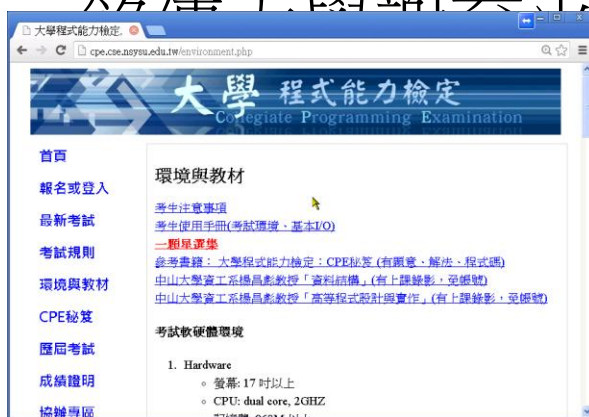 大學程式能力檢定,
cpe.cse.nsysu.edu.tw/environment.php
大學 程式能力檢定
Collegiate Programming Examination
首頁
報名或登入
最新考試
考試規則
環境與教材
CPE秘笈
歷屆考試
成績證明
協辦專區
環境與教材
考生注意事項
考生使用手冊(考試環境、基本I/O)
一顆星選集
參考書籍： 大學程式能力檢定：CPE秘笈 (有題意、解法、程式碼)
中山大學資工系楊昌彪教授「資料結構」(有上課錄影，免帳號)
中山大學資工系楊昌彪教授「高等程式設計與實作」(有上課錄影，免帳號)
考試軟硬體環境
1. Hardware
螢幕: 17 吋以上
CPU: dual core, 2GHZ